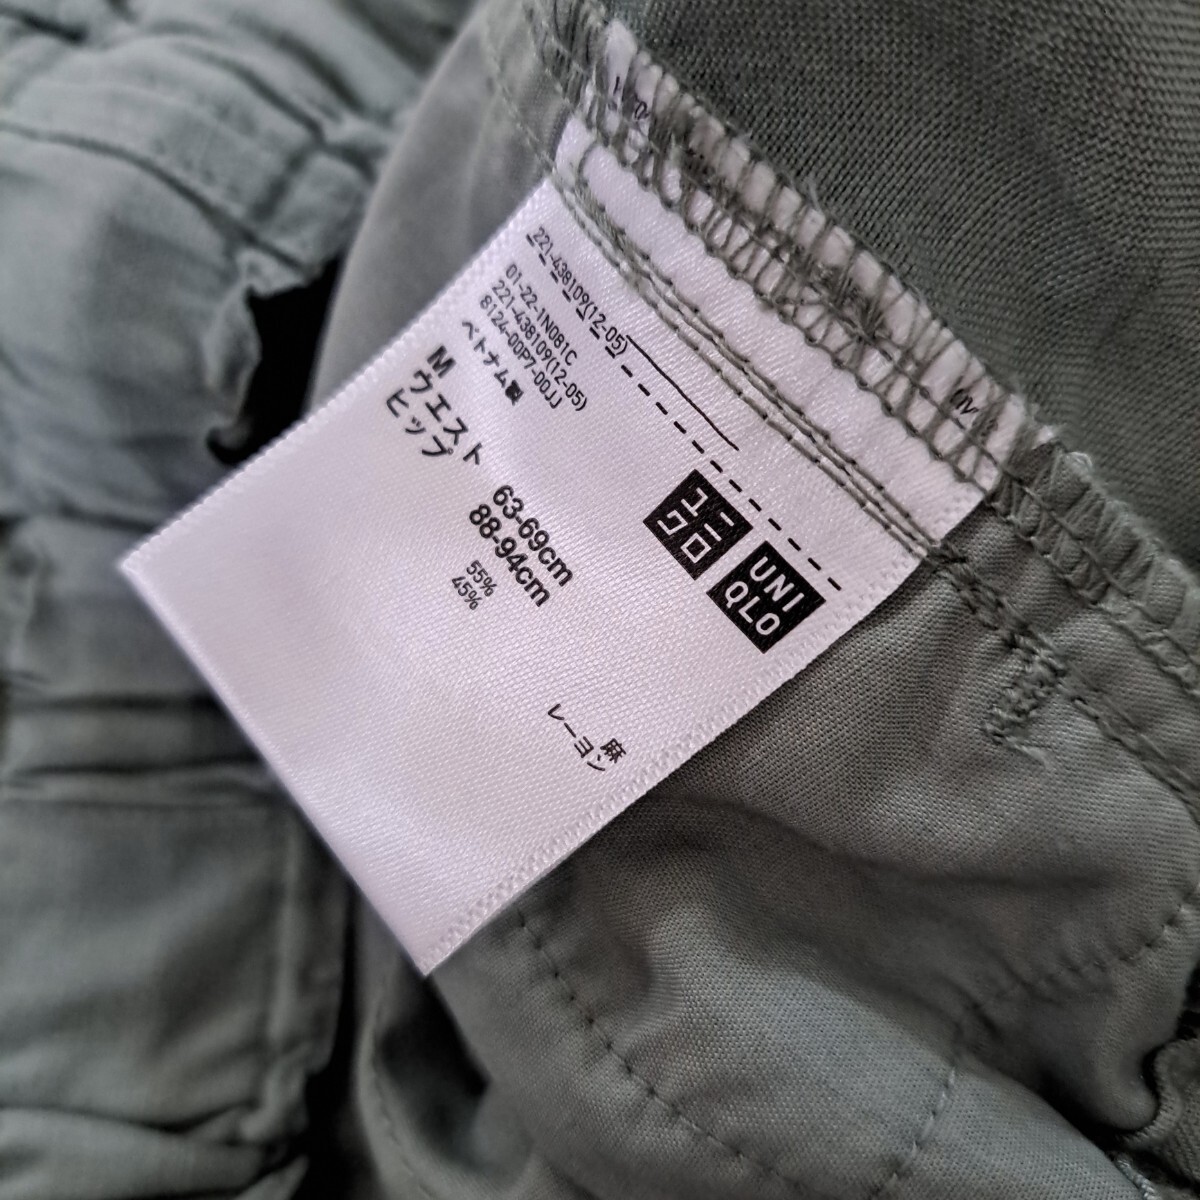 221-438109(12-05)
01-22-1N081C
221-438109(12-05)
8124-00P7-00JJ
ベトナム製
M
ウエスト 63-69cm
ヒップ 88-94cm
55% 麻
45% レーヨン
ユニ
クロ
UNI
QLO